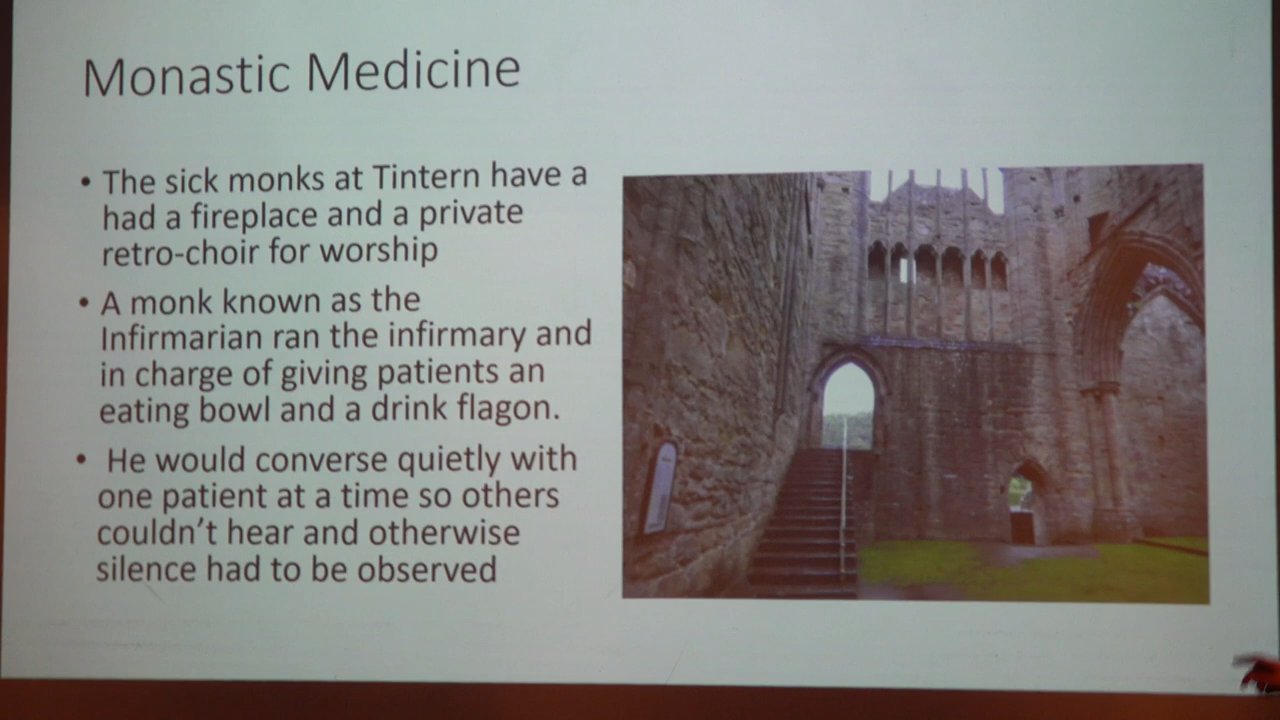 Monastic Medicine
• The sick monks at Tintern have a
had a fireplace and a private
retro-choir for worship
• A monk known as the
Infirmarian ran the infirmary and
in charge of giving patients an
eating bowl and a drink flagon.
• He would converse quietly with
one patient at a time so others
couldn't hear and otherwise
silence had to be observed